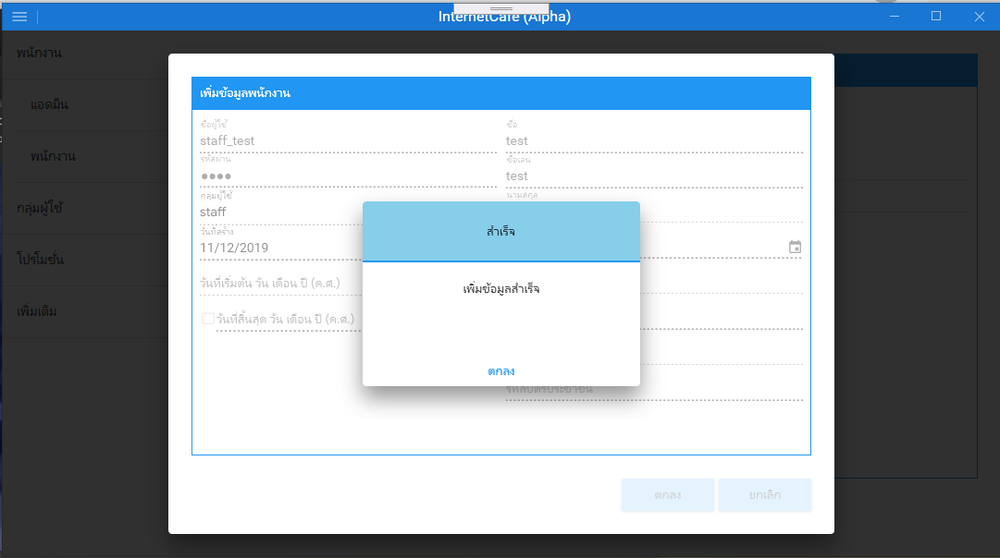 InternetCafe (Alpha)
พนักงาน
แอดมิน
พนักงาน
กลุ่มผู้ใช้
โปรโมชั่น
เพิ่มเติม
เพิ่มข้อมูลพนักงาน
ชื่อผู้ใช้
staff_test
รหัสผ่าน
กลุ่มผู้ใช้
staff
วันที่สร้าง
11/12/2019
วันที่เริ่มต้น วัน เดือน ปี (ค.ศ.)
วันที่สิ้นสุด วัน เดือน ปี (ค.ศ.)
ชื่อ
test
ชื่อเล่น
test
นามสกุล
รหัสบัตรประชาชน
สำเร็จ
เพิ่มข้อมูลสำเร็จ
ตกลง
ตกลง
ยกเลิก